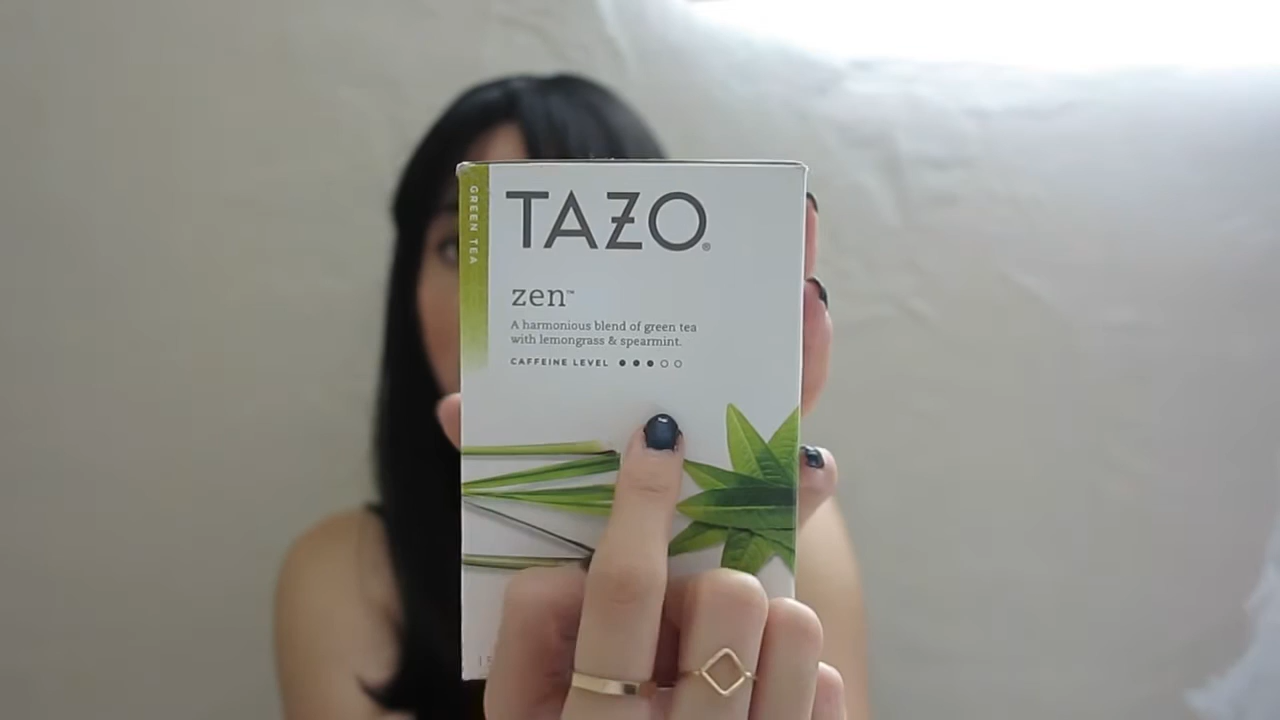 GREEN TEA
TAZO®
zen™
A harmonious blend of green tea
with lemongrass & spearmint.
CAFFEINE LEVEL